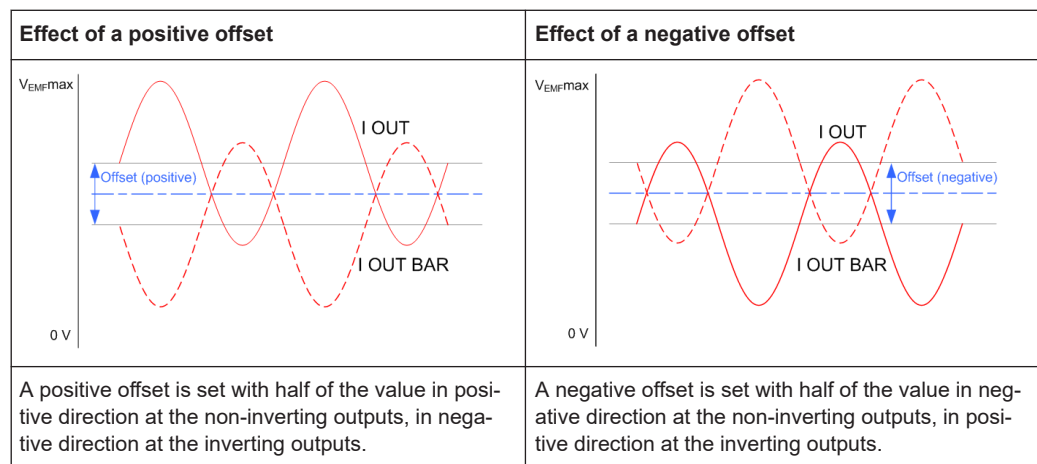 Effect of a positive offset
V_EMFmax
I OUT
Offset (positive)
I OUT BAR
0 V
A positive offset is set with half of the value in posi-
tive direction at the non-inverting outputs, in nega-
tive direction at the inverting outputs.
Effect of a negative offset
V_EMFmax
I OUT
Offset (negative)
I OUT BAR
0 V
A negative offset is set with half of the value in neg-
ative direction at the non-inverting outputs, in posi-
tive direction at the inverting outputs.